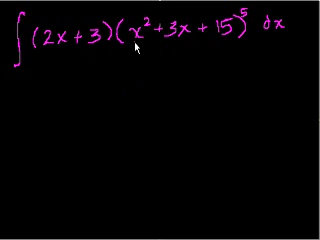 ∫ (2x + 3)(x² + 3x + 15)⁵ dx